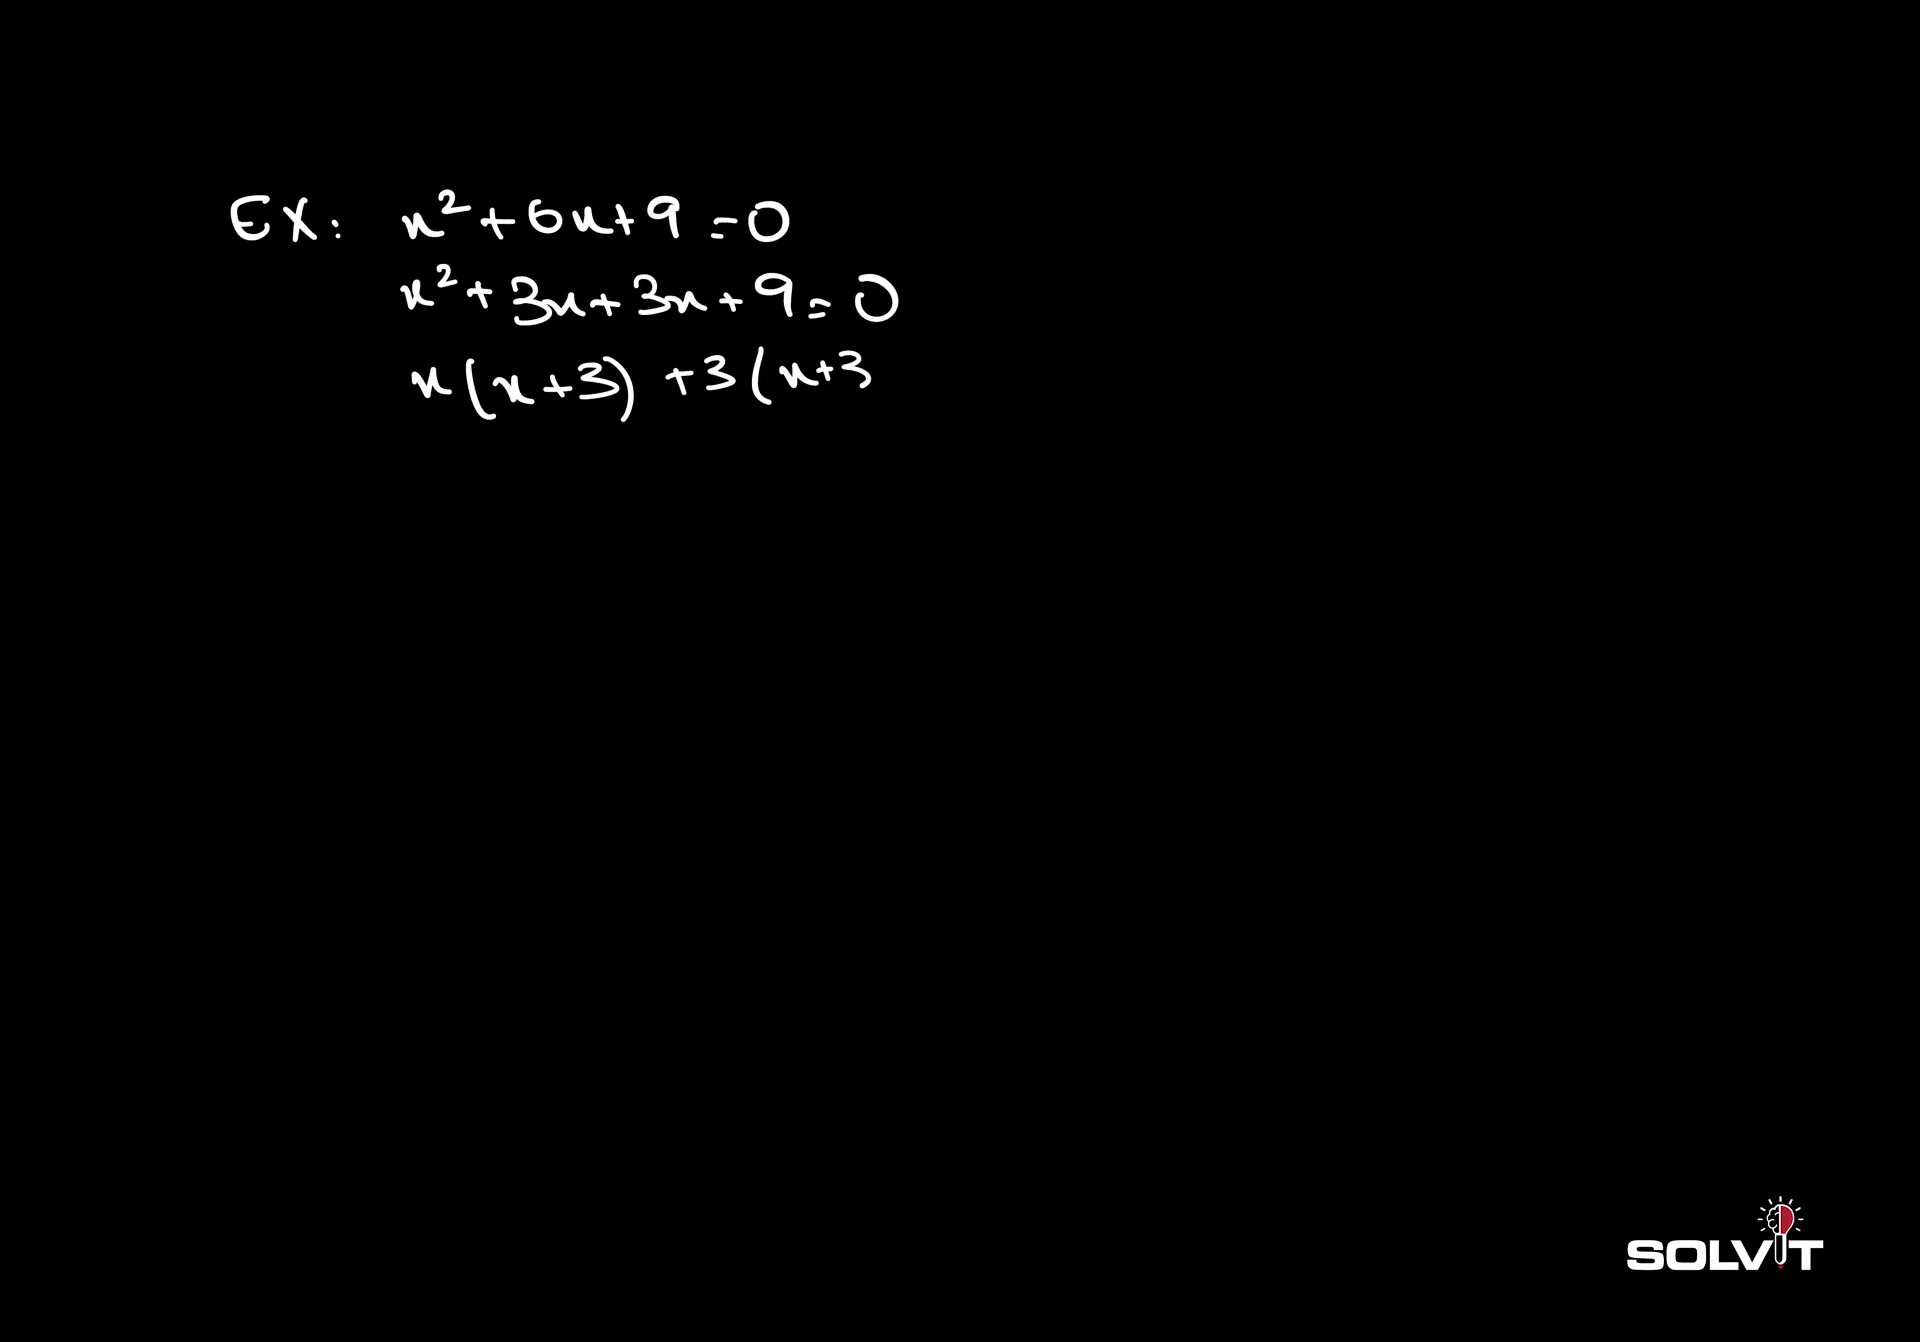 EX: x² + 6x + 9 = 0
x² + 3x + 3x + 9 = 0
x(x+3) + 3(x+3
SOLVIT